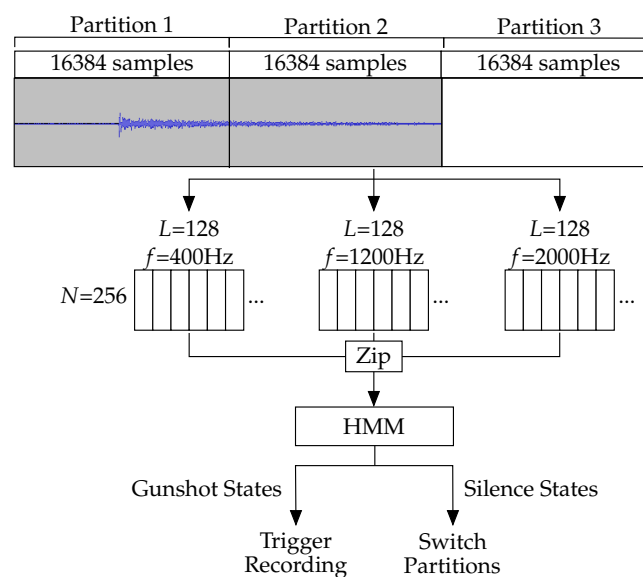 Partition 1 Partition 2 Partition 3
16384 samples 16384 samples 16384 samples
L=128 L=128 L=128
f=400Hz f=1200Hz f=2000Hz
N=256 ... ... ...
Zip
HMM
Gunshot States Silence States
Trigger Switch
Recording Partitions